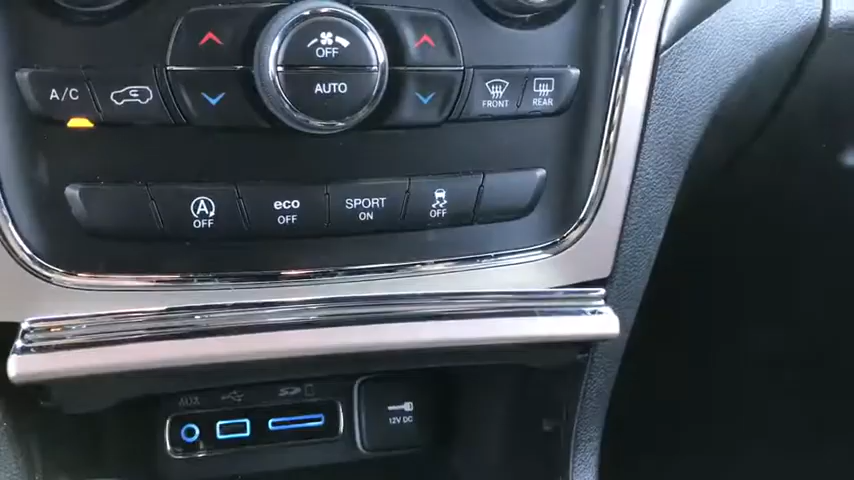 OFF
AUTO
A/C
FRONT
REAR
A
OFF
eco
OFF
SPORT
ON
OFF
AUX
12V DC